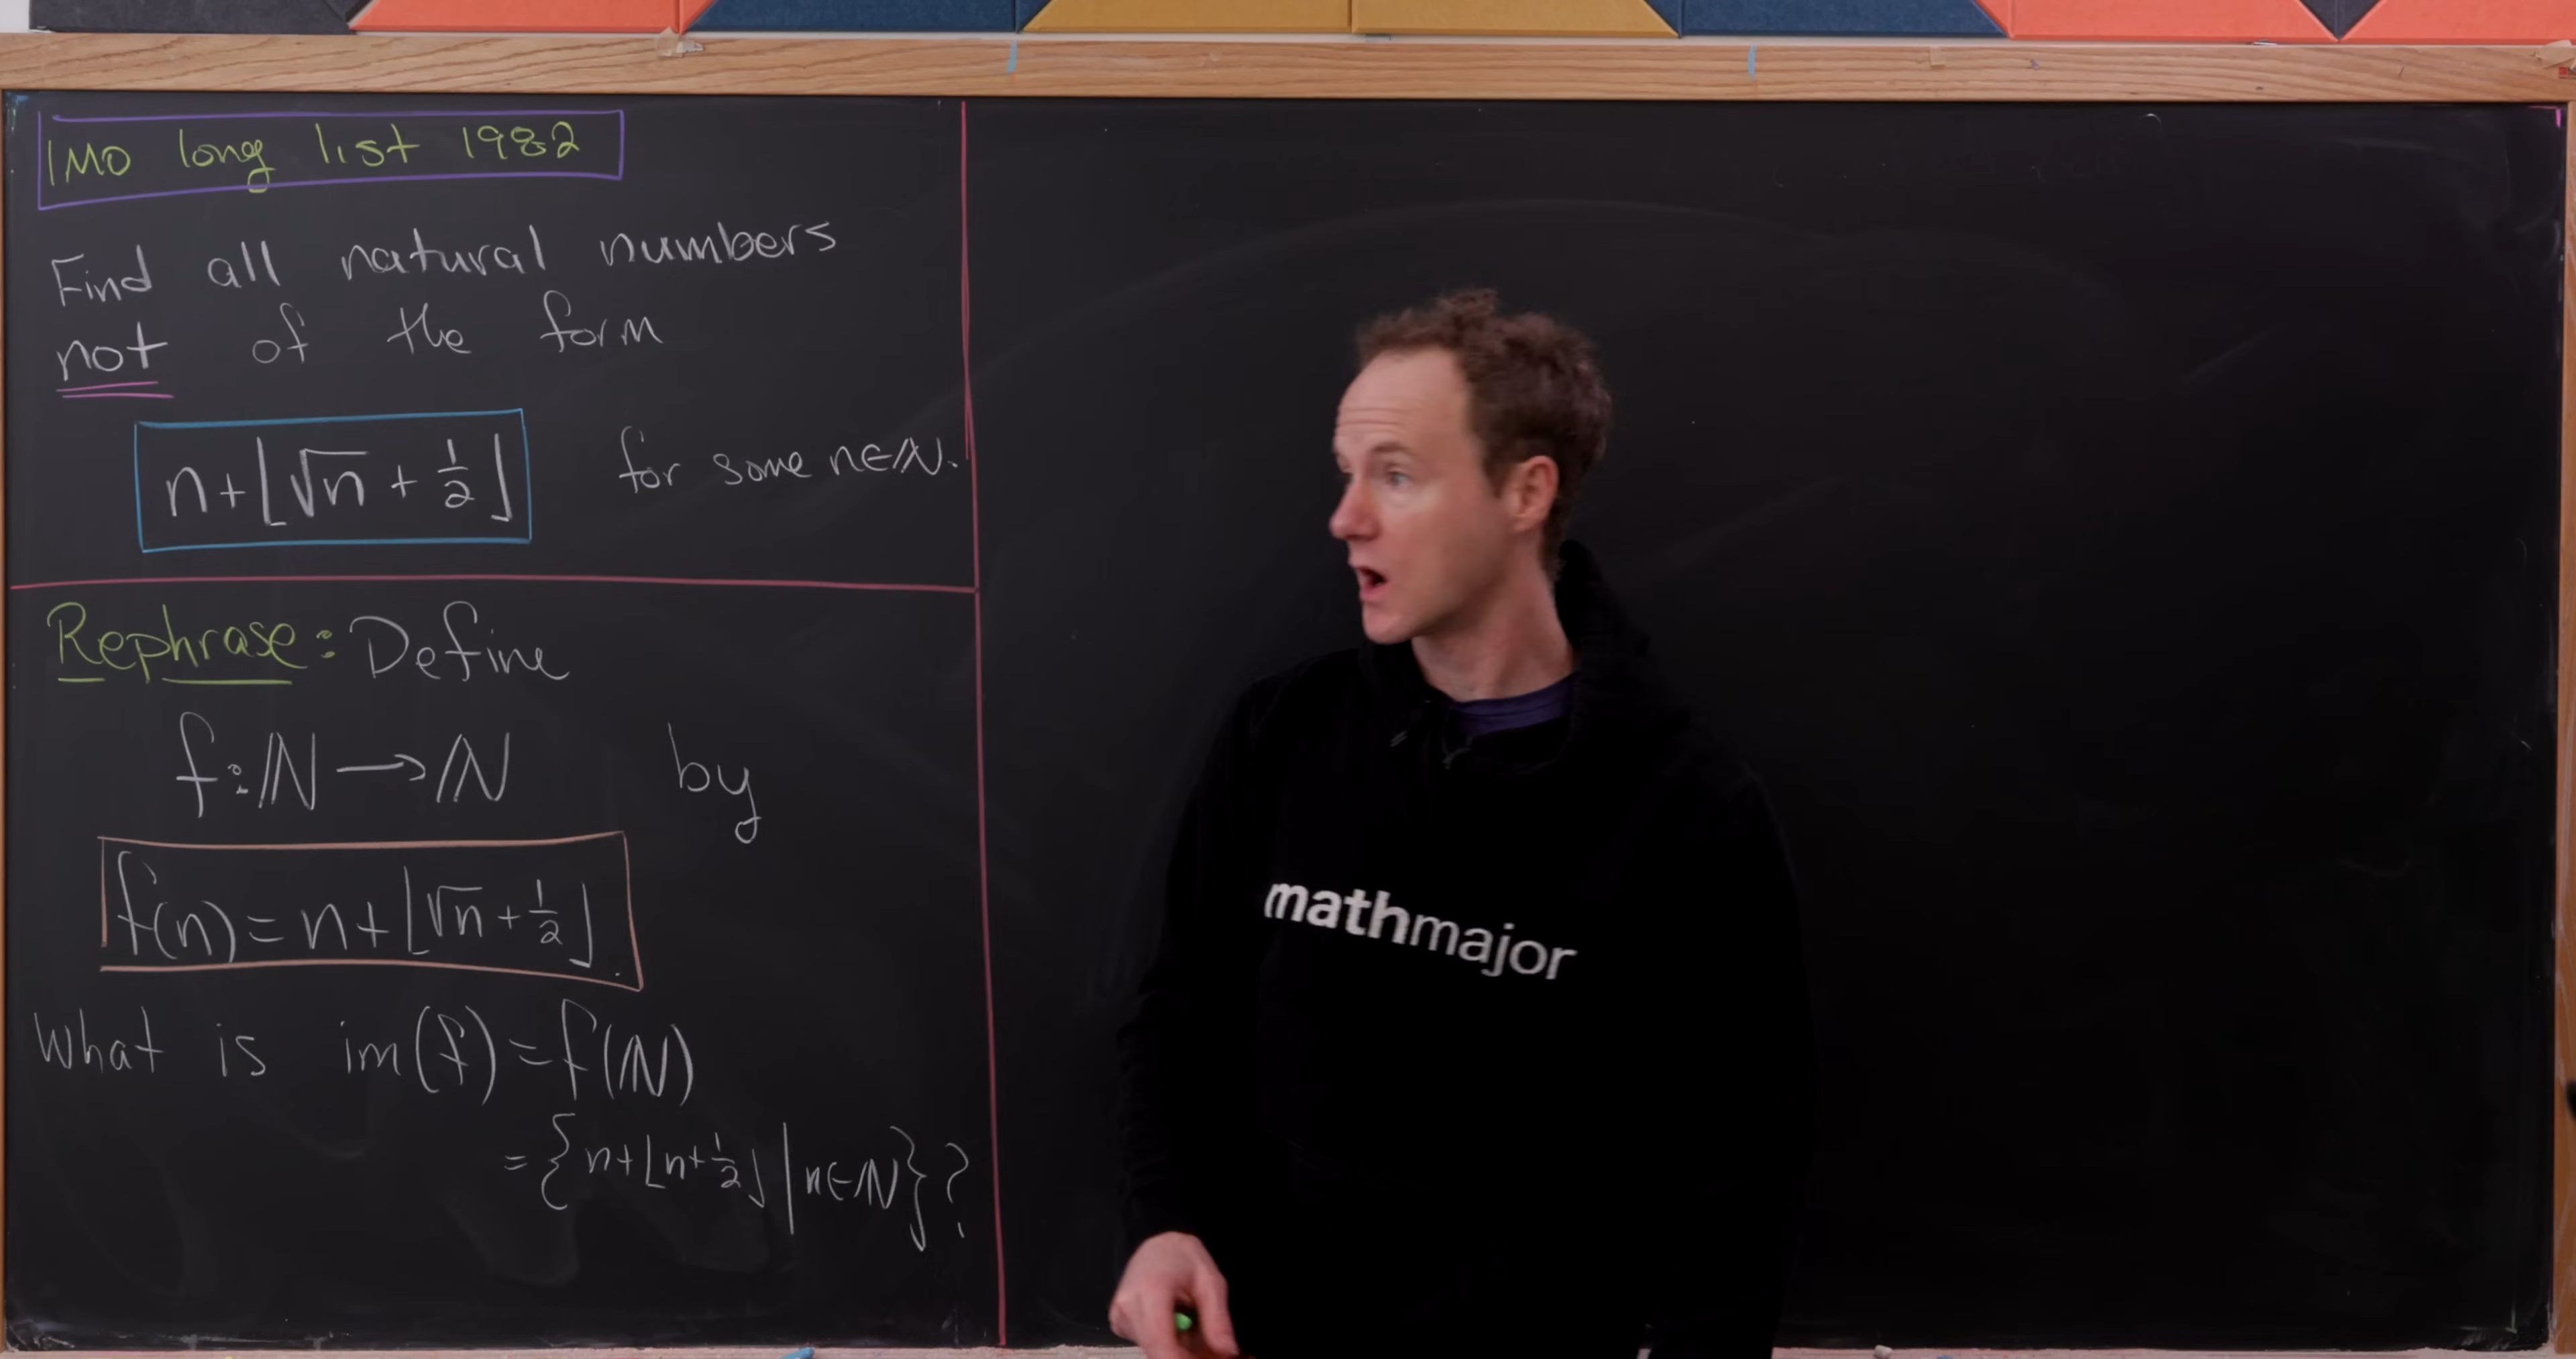 IMO long list 1982
Find all natural numbers
not of the form
n+⌊√n + 1/2⌋ for some n∈ℕ.
Rephrase: Define
f:ℕ→ℕ by
f(n)=n+⌊√n+1/2⌋.
What is im(f)=f(ℕ)
={n+⌊n+1/2⌋|n∈ℕ}?
mathmajor